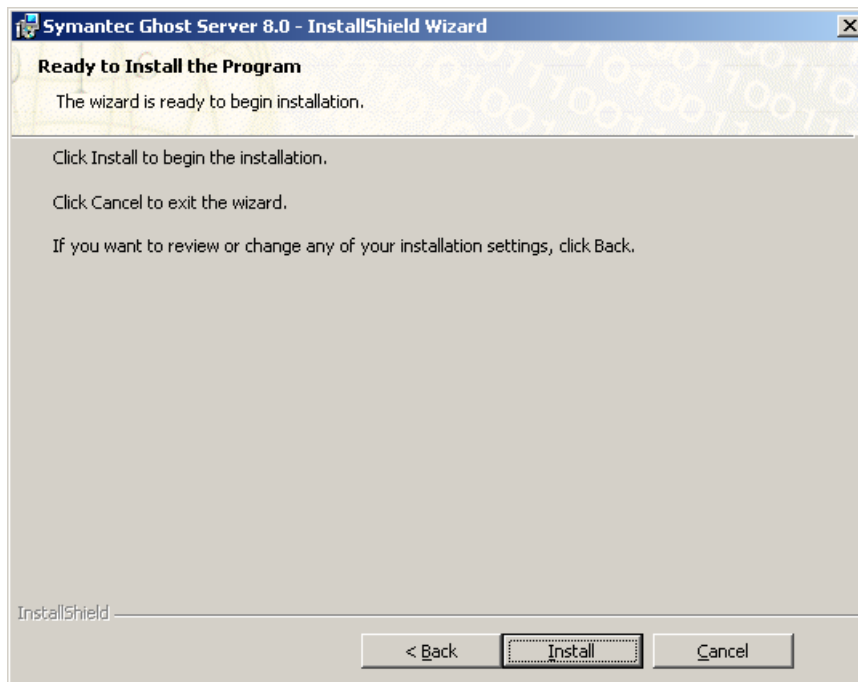 Symantec Ghost Server 8.0 - InstallShield Wizard
Ready to Install the Program
The wizard is ready to begin installation.
Click Install to begin the installation.
Click Cancel to exit the wizard.
If you want to review or change any of your installation settings, click Back.
InstallShield
< Back Install Cancel